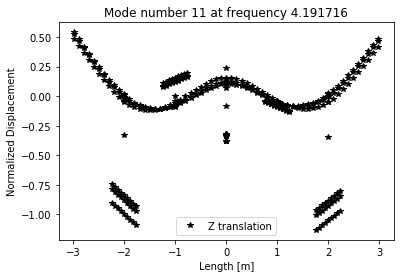 Mode number 11 at frequency 4.191716
Normalized Displacement
0.50
0.25
0.00
−0.25
−0.50
−0.75
−1.00
Z translation
−3 −2 −1 0 1 2 3
Length [m]